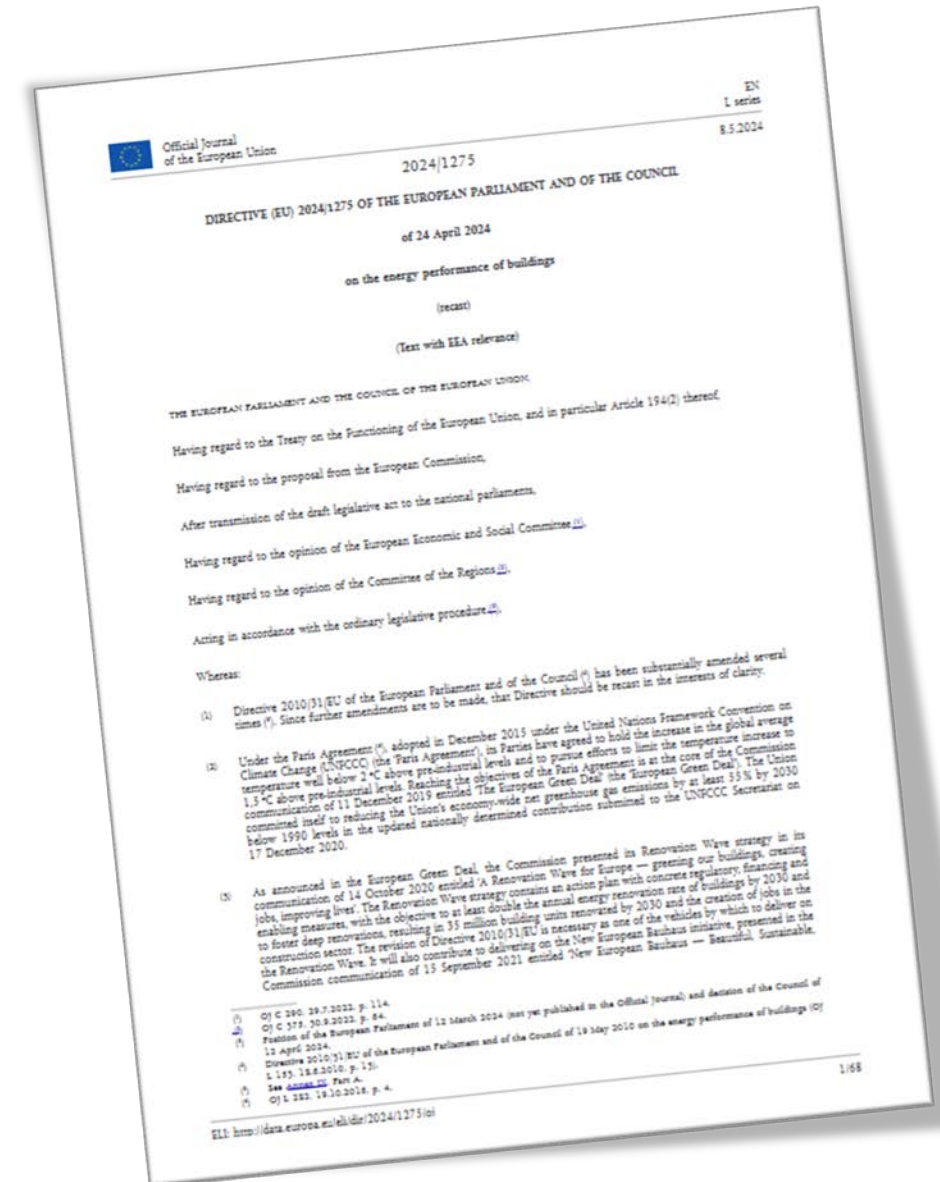 Official Journal
of the European Union
EN
L series
2024/1275
8.5.2024
DIRECTIVE (EU) 2024/1275 OF THE EUROPEAN PARLIAMENT AND OF THE COUNCIL
of 24 April 2024
on the energy performance of buildings
(recast)
(Text with EEA relevance)
THE EUROPEAN PARLIAMENT AND THE COUNCIL OF THE EUROPEAN UNION,
Having regard to the Treaty on the Functioning of the European Union, and in particular Article 194(2) thereof,
Having regard to the proposal from the European Commission,
After transmission of the draft legislative act to the national parliaments,
Having regard to the opinion of the European Economic and Social Committee (1),
Having regard to the opinion of the Committee of the Regions (2),
Acting in accordance with the ordinary legislative procedure (3),
Whereas:
(1) Directive 2010/31/EU of the European Parliament and of the Council (4) has been substantially amended several
times (5). Since further amendments are to be made, that Directive should be recast in the interests of clarity.
(2) Under the Paris Agreement (6), adopted in December 2015 under the United Nations Framework Convention on
Climate Change (UNFCCC) (the 'Paris Agreement'), its Parties have agreed to hold the increase in the global average
temperature well below 2 °C above pre-industrial levels and to pursue efforts to limit the temperature increase to
1,5 °C above pre-industrial levels. Reaching the objectives of the Paris Agreement is at the core of the Commission
communication of 11 December 2019 entitled 'The European Green Deal' (the 'European Green Deal'). The Union
committed itself to reducing the Union's economy-wide net greenhouse gas emissions by at least 55 % by 2030
below 1990 levels in the updated nationally determined contribution submitted to the UNFCCC Secretariat on
17 December 2020.
(3) As announced in the European Green Deal, the Commission presented its Renovation Wave strategy in its
communication of 14 October 2020 entitled 'A Renovation Wave for Europe — greening our buildings, creating
jobs, improving lives'. The Renovation Wave strategy contains an action plan with concrete regulatory, financing and
enabling measures, with the objective to at least double the annual energy renovation rate of buildings by 2030 and
to foster deep renovations, resulting in 35 million building units renovated by 2030 and the creation of jobs in the
construction sector. The revision of Directive 2010/31/EU is necessary as one of the vehicles by which to deliver on
the Renovation Wave. It will also contribute to delivering on the New European Bauhaus initiative, presented in the
Commission communication of 15 September 2021 entitled 'New European Bauhaus — Beautiful, Sustainable,
(1) OJ C 290, 29.7.2022, p. 114.
(2) OJ C 375, 30.9.2022, p. 64.
(3) Position of the European Parliament of 12 March 2024 (not yet published in the Official Journal) and decision of the Council of
12 April 2024.
(4) Directive 2010/31/EU of the European Parliament and of the Council of 19 May 2010 on the energy performance of buildings (OJ
L 153, 18.6.2010, p. 13).
(5) See Annex IX, Part A.
(6) OJ L 282, 19.10.2016, p. 4.
ELI: http://data.europa.eu/eli/dir/2024/1275/oj
1/68